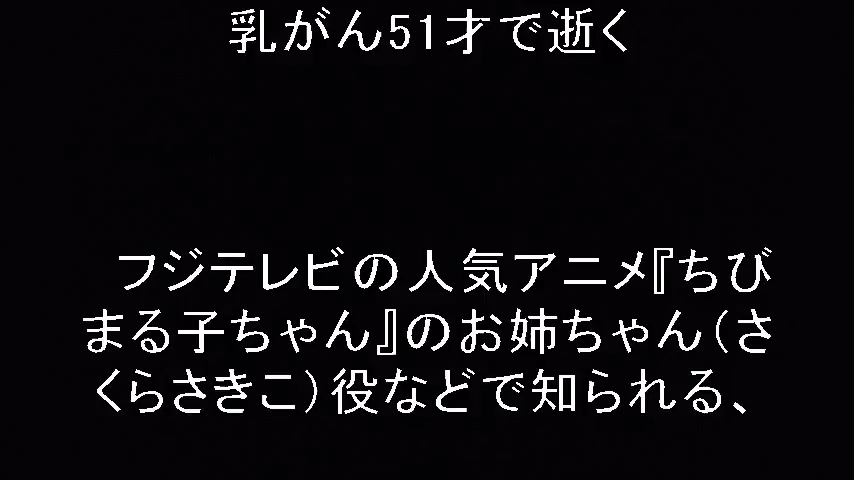 乳がん51才で逝く
フジテレビの人気アニメ『ちび
まる子ちゃん』のお姉ちゃん(さ
くらさきこ)役などで知られる、